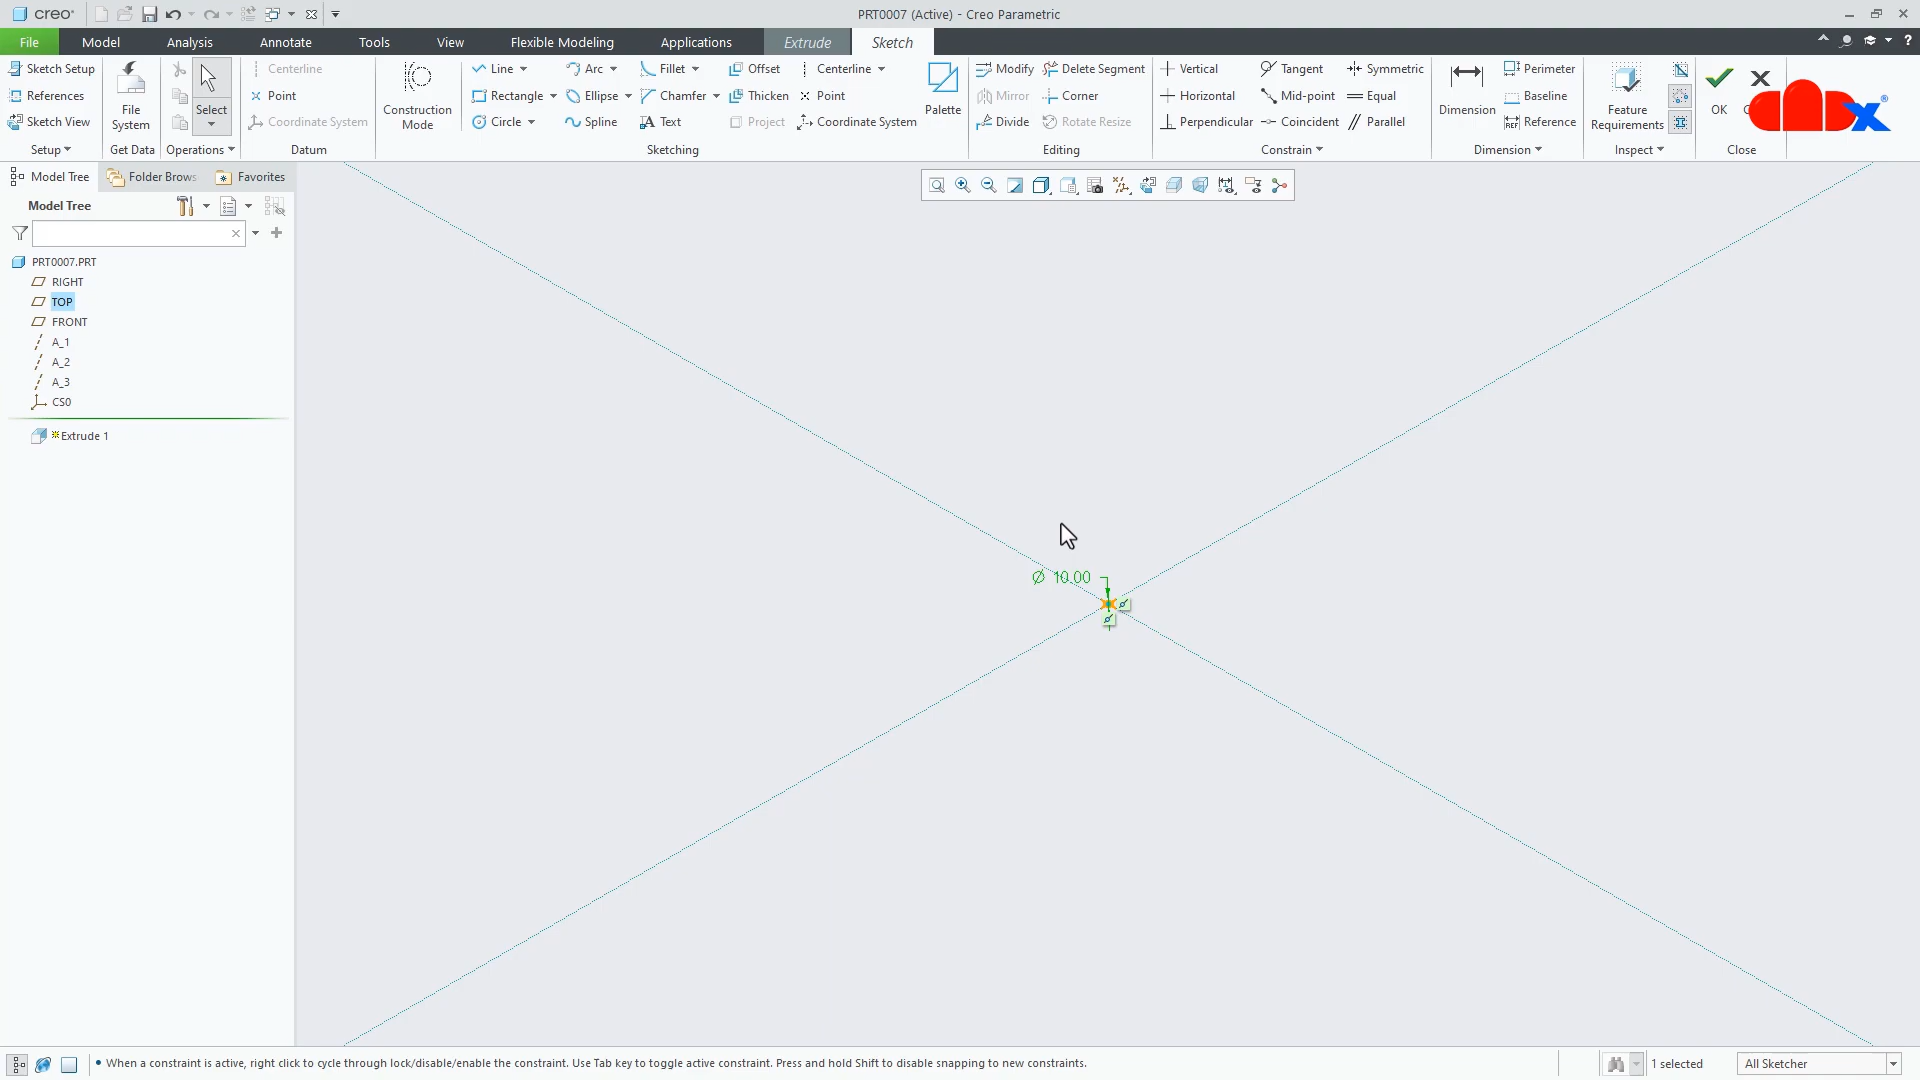 creo
PRT0007 (Active) - Creo Parametric
File Model Analysis Annotate Tools View Flexible Modeling Applications Extrude Sketch
Sketch Setup
References
Sketch View
Setup
File System
Get Data
Select
Operations
Centerline
Point
Coordinate System
Datum
Construction Mode
Line Arc Fillet Offset Centerline
Rectangle Ellipse Chamfer Thicken Point
Circle Spline Text Project Coordinate System
Palette
Sketching
Modify Delete Segment
Mirror Corner
Divide Rotate Resize
Editing
Vertical Tangent Symmetric
Horizontal Mid-point Equal
Perpendicular Coincident Parallel
Constrain
Dimension
Perimeter
Baseline
REF Reference
Dimension
Feature Requirements
Inspect
OK
Close
Model Tree Folder Brows Favorites
Model Tree
PRT0007.PRT
RIGHT
TOP
FRONT
A_1
A_2
A_3
CS0
Extrude 1
Ø 10.00
• When a constraint is active, right click to cycle through lock/disable/enable the constraint. Use Tab key to toggle active constraint. Press and hold Shift to disable snapping to new constraints.
1 selected
All Sketcher